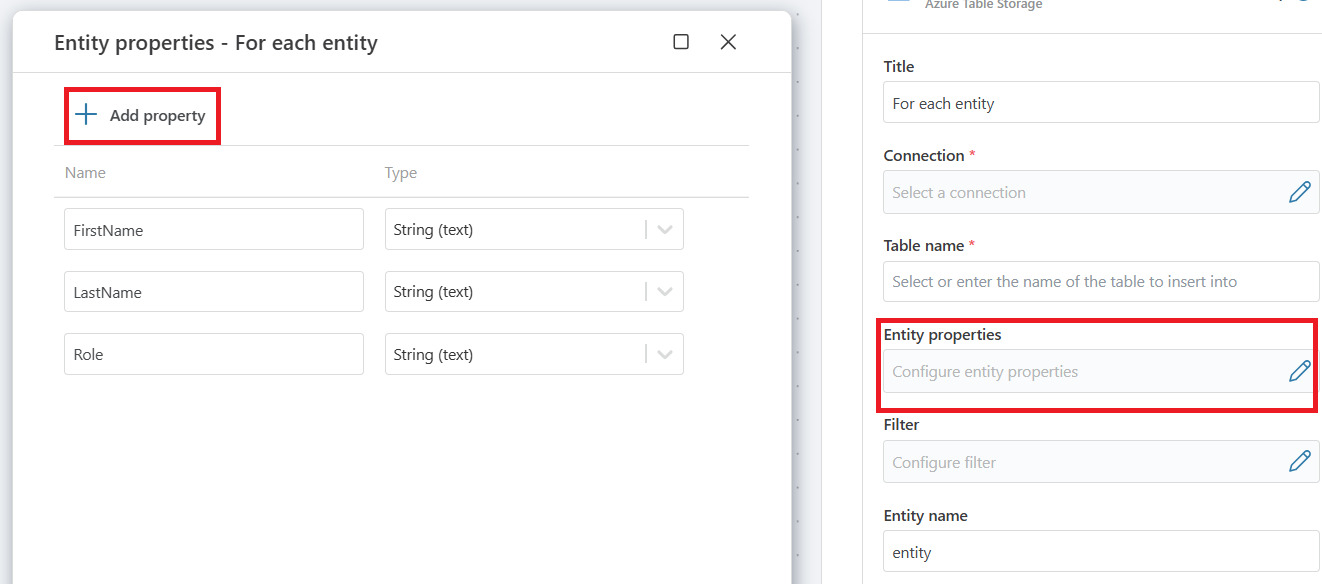 Entity properties - For each entity
Add property
Name Type
FirstName String (text)
LastName String (text)
Role String (text)
Azure Table Storage
Title
For each entity
Connection *
Select a connection
Table name *
Select or enter the name of the table to insert into
Entity properties
Configure entity properties
Filter
Configure filter
Entity name
entity